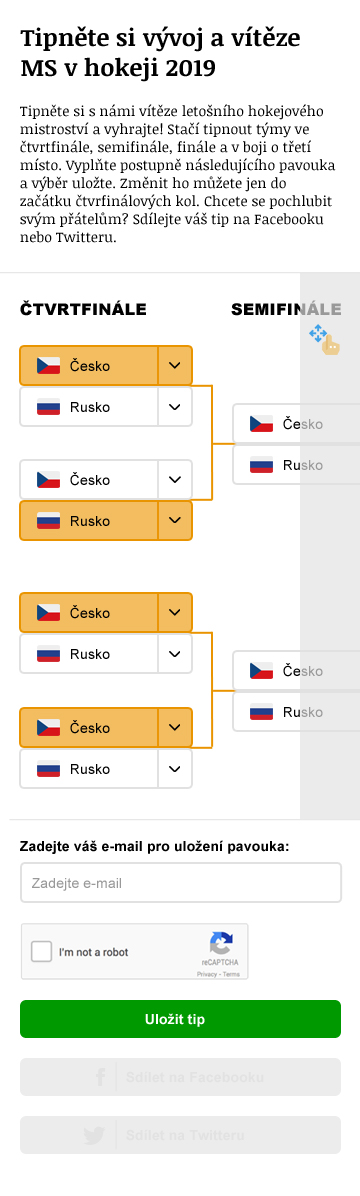 Tipněte si vývoj a vítěze
MS v hokeji 2019
Tipněte si s námi vítěze letošního hokejového
mistroství a vyhrajte! Stačí tipnout týmy ve
čtvrtfinále, semifinále, finále a v boji o třetí
místo. Vyplňte postupně následujícího pavouka
a výběr uložte. Změnit ho můžete jen do
začátku čtvrfinálových kol. Chcete se pochlubit
svým přátelům? Sdílejte váš tip na Facebooku
nebo Twitteru.
ČTVRTFINÁLE
SEMIFINÁLE
Česko
Rusko
Česko
Rusko
Česko
Rusko
Česko
Rusko
Česko
Rusko
Česko
Rusko
Zadejte váš e-mail pro uložení pavouka:
Zadejte e-mail
I'm not a robot
reCAPTCHA
Privacy - Terms
Uložit tip
Sdílet na Facebooku
Sdílet na Twitteru